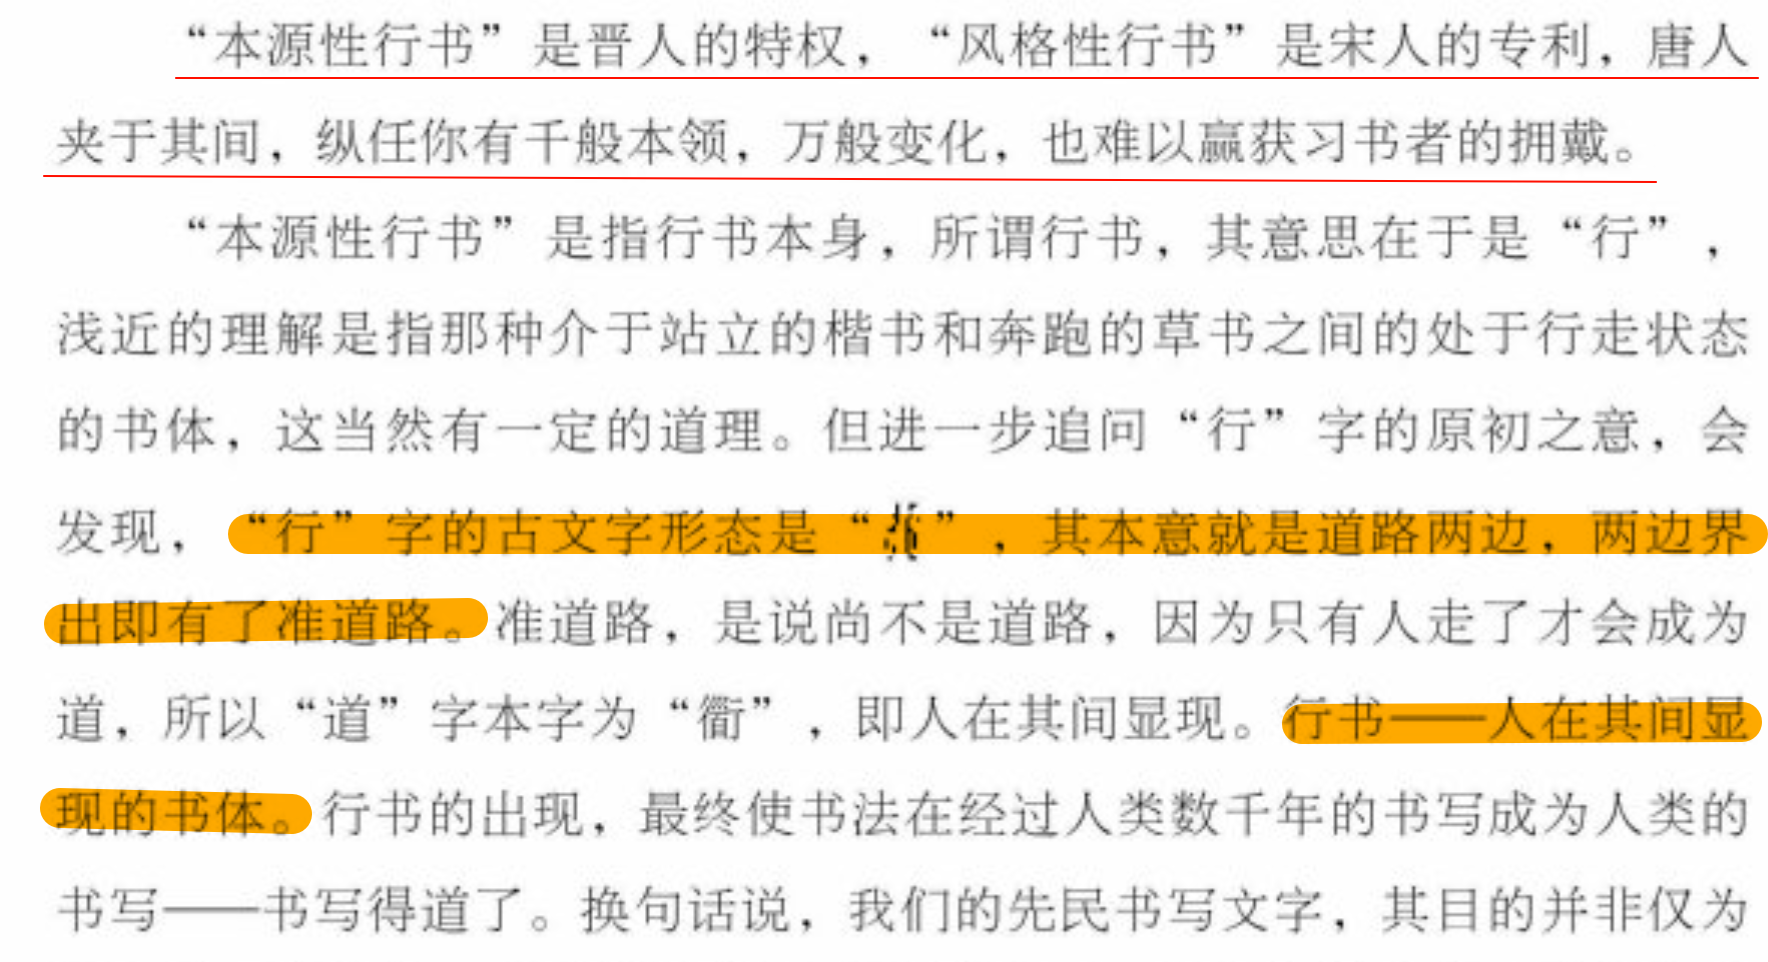 “本源性行书”是晋人的特权，“风格性行书”是宋人的专利，唐人
夹于其间，纵任你有千般本领，万般变化，也难以赢获习书者的拥戴。
“本源性行书”是指行书本身，所谓行书，其意思在于是“行”，
浅近的理解是指那种介于站立的楷书和奔跑的草书之间的处于行走状态
的书体，这当然有一定的道理。但进一步追问“行”字的原初之意，会
发现，“行”字的古文字形态是“”，其本意就是道路两边，两边界
出即有了准道路。准道路，是说尚不是道路，因为只有人走了才会成为
道，所以“道”字本字为“衜”，即人在其间显现。行书——人在其间显
现的书体。行书的出现，最终使书法在经过人类数千年的书写成为人类的
书写——书写得道了。换句话说，我们的先民书写文字，其目的并非仅为